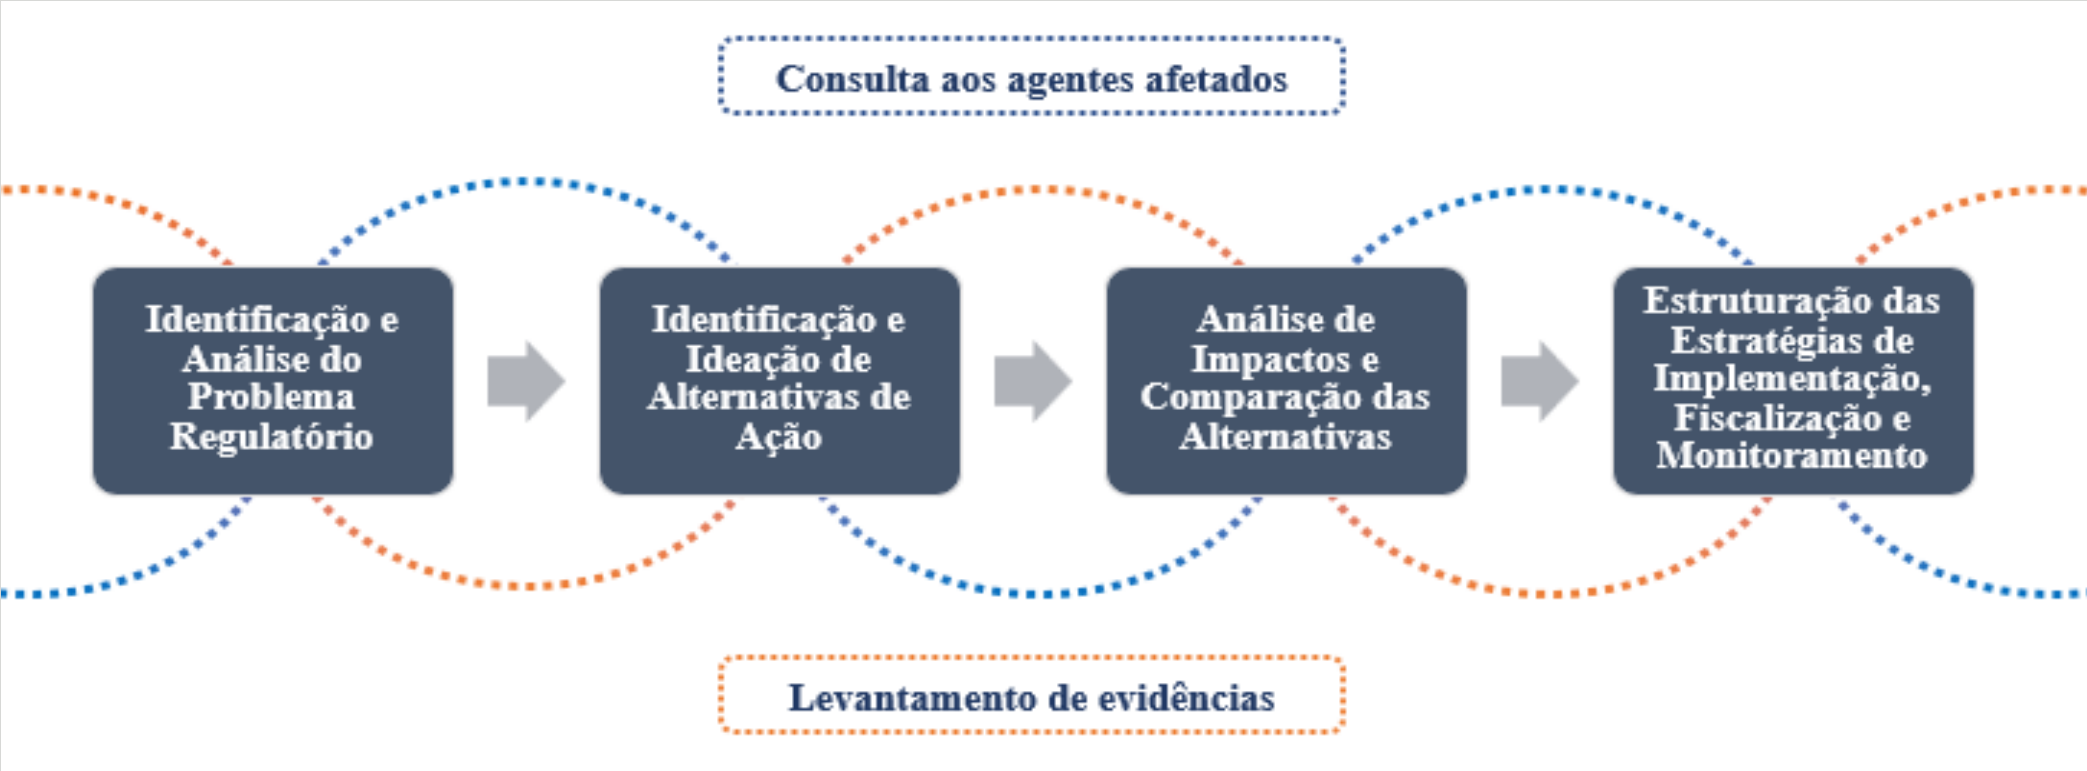 Consulta aos agentes afetados
Identificação e
Análise do
Problema
Regulatório
Identificação e
Ideação de
Alternativas de
Ação
Análise de
Impactos e
Comparação das
Alternativas
Estruturação das
Estratégias de
Implementação,
Fiscalização e
Monitoramento
Levantamento de evidências